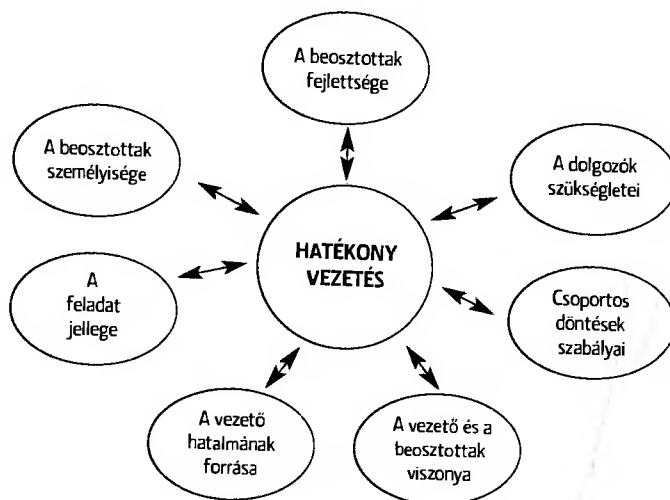 A beosztottak
fejlettsége
A beosztottak
személyisége
A dolgozók
szükségletei
HATÉKONY
VEZETÉS
A
feladat
jellege
Csoportos
döntések
szabályai
A vezető
hatalmának
forrása
A vezető és a
beosztottak
viszonya